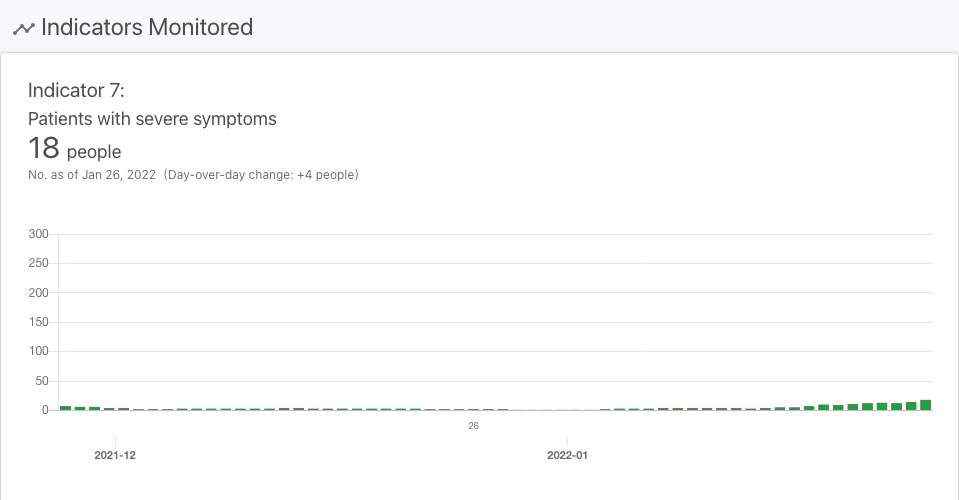 Indicators Monitored
Indicator 7:
Patients with severe symptoms
18 people
No. as of Jan 26, 2022 (Day-over-day change: +4 people)
300
250
200
150
100
50
0
26
2021-12 2022-01